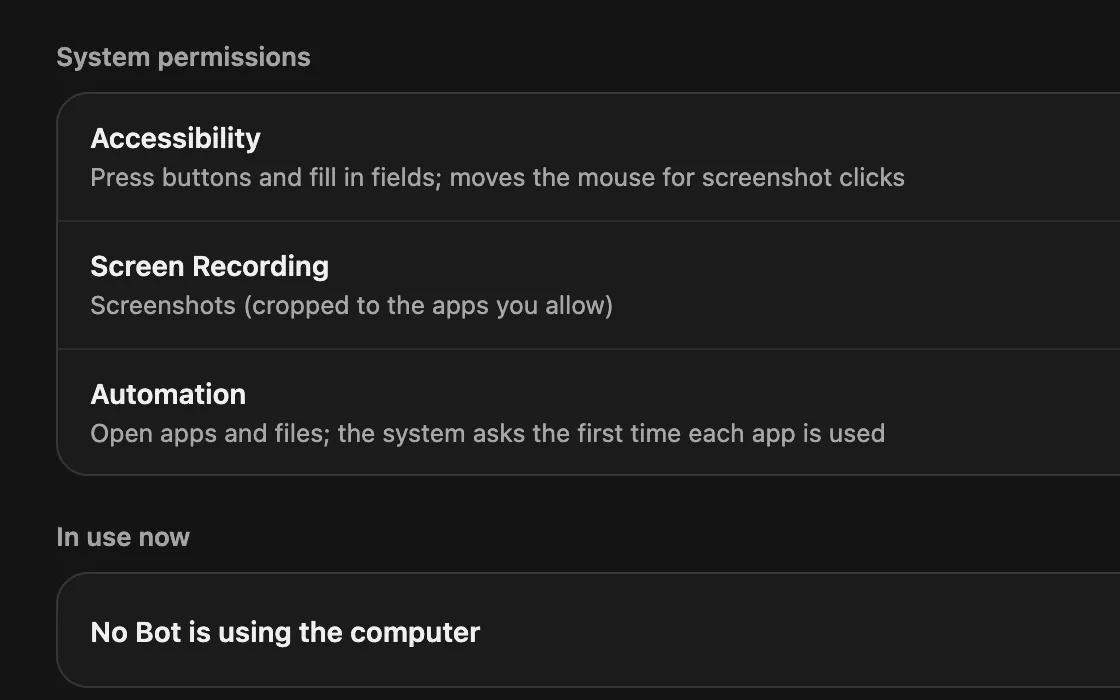 System permissions
Accessibility
Press buttons and fill in fields; moves the mouse for screenshot clicks
Screen Recording
Screenshots (cropped to the apps you allow)
Automation
Open apps and files; the system asks the first time each app is used
In use now
No Bot is using the computer